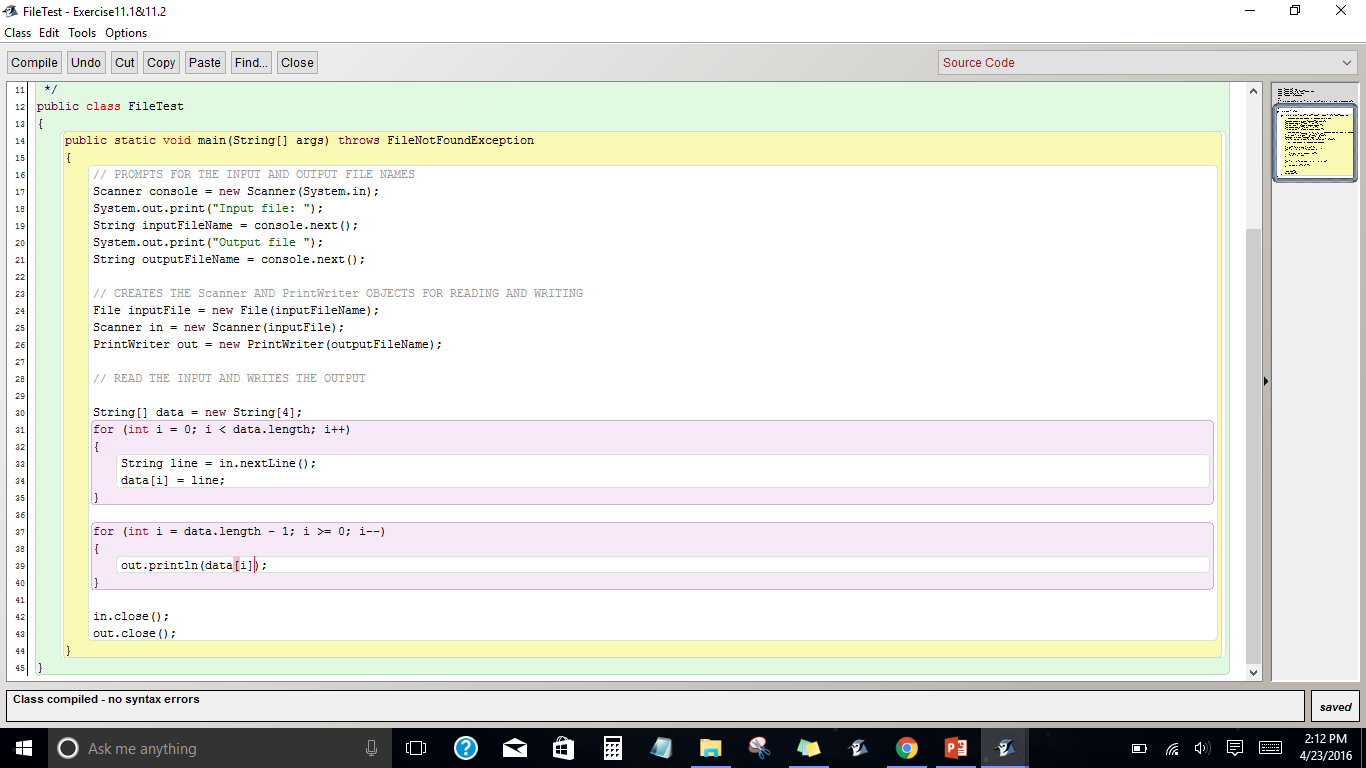 FileTest - Exercise11.1&11.2
Class Edit Tools Options
Compile Undo Cut Copy Paste Find... Close Source Code
11 */
12 public class FileTest
13 {
14 public static void main(String[] args) throws FileNotFoundException
15 {
16 // PROMPTS FOR THE INPUT AND OUTPUT FILE NAMES
17 Scanner console = new Scanner(System.in);
18 System.out.print("Input file: ");
19 String inputFileName = console.next();
20 System.out.print("Output file ");
21 String outputFileName = console.next();
22
23 // CREATES THE Scanner AND PrintWriter OBJECTS FOR READING AND WRITING
24 File inputFile = new File(inputFileName);
25 Scanner in = new Scanner(inputFile);
26 PrintWriter out = new PrintWriter(outputFileName);
27
28 // READ THE INPUT AND WRITES THE OUTPUT
29
30 String[] data = new String[4];
31 for (int i = 0; i < data.length; i++)
32 {
33 String line = in.nextLine();
34 data[i] = line;
35 }
36
37 for (int i = data.length - 1; i >= 0; i--)
38 {
39 out.println(data[i]);
40 }
41
42 in.close();
43 out.close();
44 }
45 }
Class compiled - no syntax errors
saved
Ask me anything
2:12 PM
4/23/2016